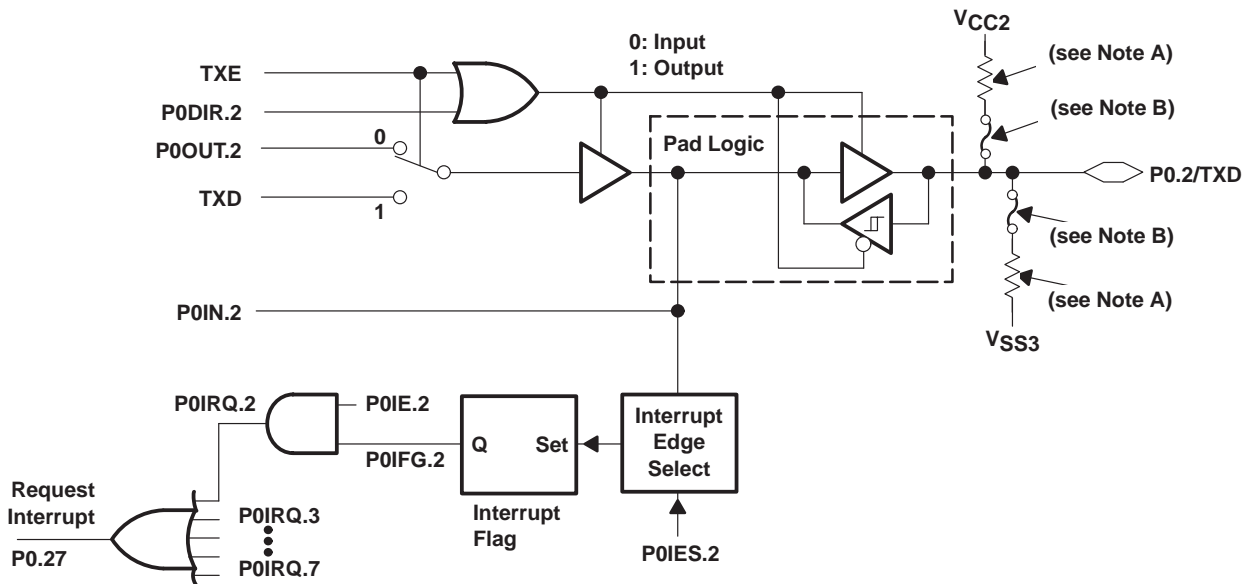 VCC2
0: Input
1: Output
(see Note A)
TXE
P0DIR.2
(see Note B)
Pad Logic
0
P0OUT.2
P0.2/TXD
TXD
1
(see Note B)
P0IN.2
(see Note A)
VSS3
P0IRQ.2
P0IE.2
Interrupt
Edge
Select
Q
Set
P0IFG.2
Request
Interrupt
Interrupt
Flag
P0IRQ.3
P0IES.2
P0.27
P0IRQ.7